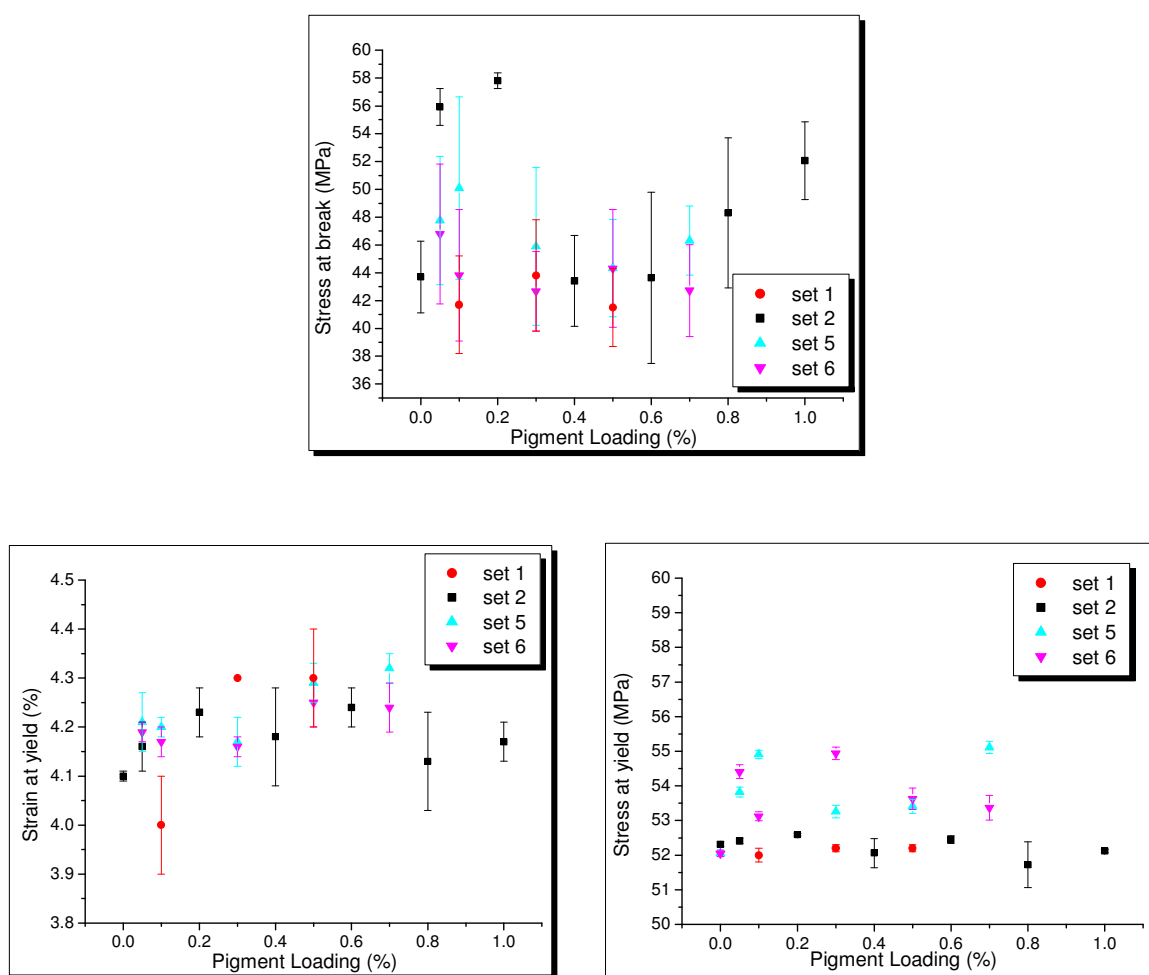 60
58
56
54
52
50
48
46
44
42
40
38
36
Stress at break (MPa)
0.0 0.2 0.4 0.6 0.8 1.0
Pigment Loading (%)
set 1
set 2
set 5
set 6
4.5
4.4
4.3
4.2
4.1
4.0
3.9
3.8
Strain at yield (%)
0.0 0.2 0.4 0.6 0.8 1.0
Pigment Loading (%)
set 1
set 2
set 5
set 6
60
59
58
57
56
55
54
53
52
51
50
Stress at yield (MPa)
0.0 0.2 0.4 0.6 0.8 1.0
Pigment Loading (%)
set 1
set 2
set 5
set 6